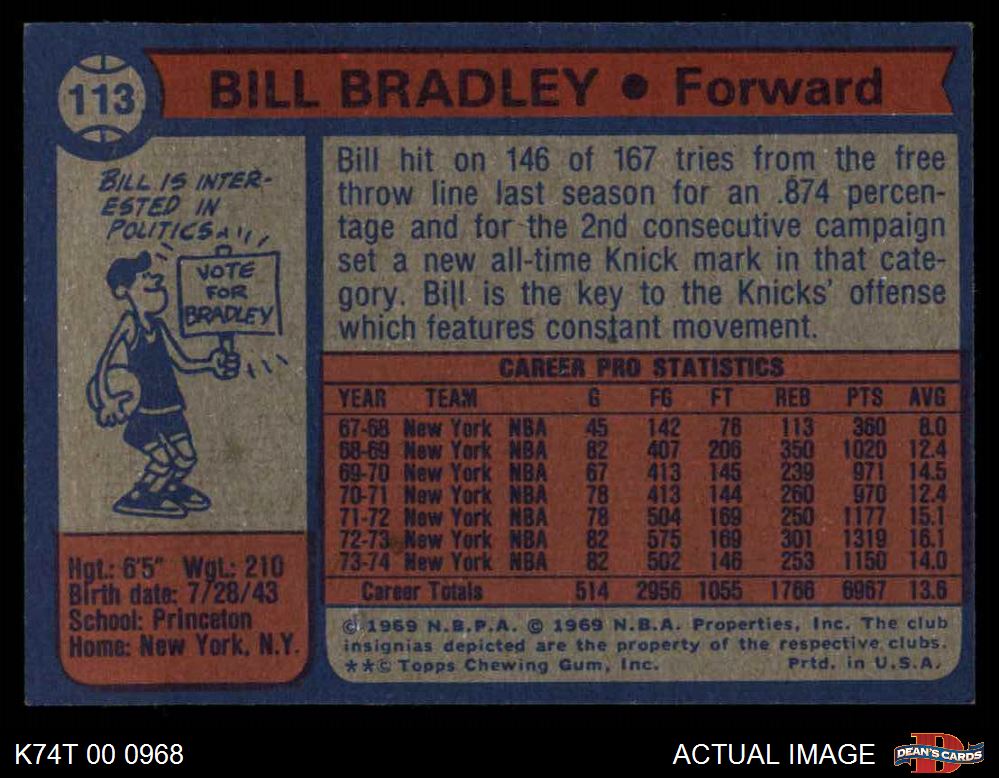 113
BILL BRADLEY • Forward
BILL IS INTER-
ESTED IN
POLITICS
VOTE
FOR
BRADLEY
Hgt.: 6'5" Wgt.: 210
Birth date: 7/28/43
School: Princeton
Home: New York, N.Y.
Bill hit on 146 of 167 tries from the free
throw line last season for an .874 percen-
tage and for the 2nd consecutive campaign
set a new all-time Knick mark in that cate-
gory. Bill is the key to the Knicks' offense
which features constant movement.
CAREER PRO STATISTICS
YEAR TEAM G FG FT REB PTS AVG
67-68 New York NBA 45 142 76 113 360 8.0
68-69 New York NBA 82 407 206 350 1020 12.4
69-70 New York NBA 67 413 145 239 971 14.5
70-71 New York NBA 78 413 144 260 970 12.4
71-72 New York NBA 78 504 169 250 1177 15.1
72-73 New York NBA 82 575 169 301 1319 16.1
73-74 New York NBA 82 502 146 253 1150 14.0
Career Totals 514 2956 1055 1766 6967 13.6
© 1969 N.B.P.A. © 1969 N.B.A. Properties, Inc. The club
insignias depicted are the property of the respective clubs.
**© Topps Chewing Gum, Inc. Prtd. in U.S.A.
K74T 00 0968
ACTUAL IMAGE
DEAN'S CARDS